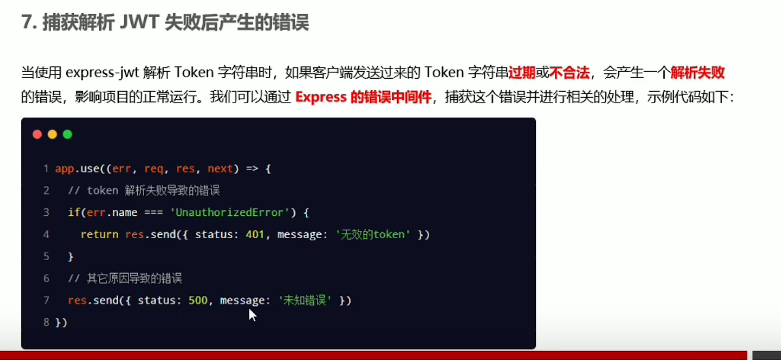 7. 捕获解析 JWT 失败后产生的错误
当使用 express-jwt 解析 Token 字符串时，如果客户端发送过来的 Token 字符串过期或不合法，会产生一个解析失败
的错误，影响项目的正常运行。我们可以通过 Express 的错误中间件，捕获这个错误并进行相关的处理，示例代码如下：
1 app.use((err, req, res, next) => {
2   // token 解析失败导致的错误
3   if(err.name === 'UnauthorizedError') {
4     return res.send({ status: 401, message: '无效的token' })
5   }
6   // 其它原因导致的错误
7   res.send({ status: 500, message: '未知错误' })
8 })